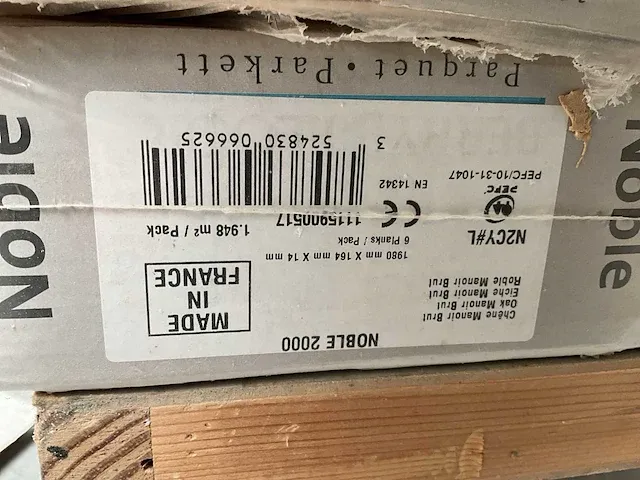 NOBLE 2000
Chêne Manoir Brut
Oak Manoir Brut
Eiche Manoir Brut
Roble Manoir Brut
MADE
IN
FRANCE
1980 mm X 164 mm X 14 mm
6 Planks / Pack
1.948 m² / Pack
N2CY#L
CE
1115900517
EN 14342
PEFC
PEFC/10-31-1047
3 524830 066625
Parquet • Parkett
Noble
Noble